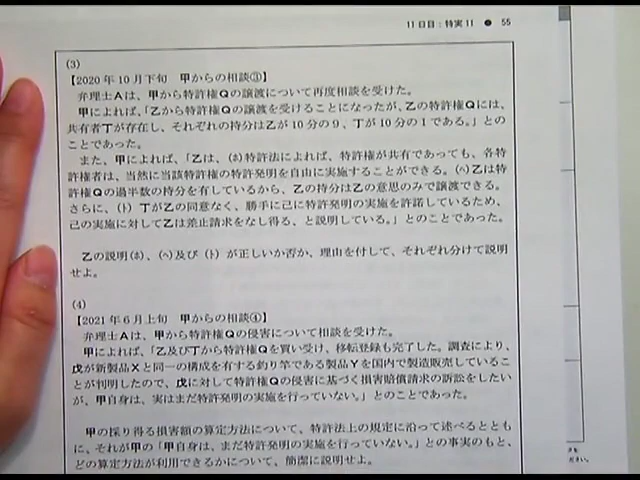 11日目：特実11 ● 55
(3)
【2020年10月下旬　甲からの相談③】
弁理士Aは、甲から特許権Qの譲渡について再度相談を受けた。
甲によれば、「乙から特許権Qの譲渡を受けることになったが、乙の特許権Qには、
共有者丁が存在し、それぞれの持分は乙が10分の9、丁が10分の1である。」との
ことであった。
また、甲によれば、「乙は、(ホ)特許法によれば、特許権が共有であっても、各特
許権者は、当然に当該特許権の特許発明を自由に実施することができる。(ヘ)乙は特
許権Qの過半数の持分を有しているから、乙の持分は乙の意思のみで譲渡できる。
さらに、(ト) 丁が乙の同意なく、勝手に己に特許発明の実施を許諾しているため、
己の実施に対して乙は差止請求をなし得る、と説明している。」とのことであった。
乙の説明(ホ)、(ヘ)及び (ト) が正しいか否か、理由を付して、それぞれ分けて説明
せよ。
(4)
【2021年6月上旬　甲からの相談④】
弁理士Aは、甲から特許権Qの侵害について相談を受けた。
甲によれば、「乙及び丁から特許権Qを買い受け、移転登録も完了した。調査により、
戊が新製品Xと同一の構成を有する釣り竿である製品Yを国内で製造販売しているこ
とが判明したので、戊に対して特許権Qの侵害に基づく損害賠償請求の訴訟をしたい
が、甲自身は、実はまだ特許発明の実施を行っていない。」とのことであった。
甲の採り得る損害額の算定方法について、特許法上の規定に沿って述べるととも
に、それが甲の「甲自身は、まだ特許発明の実施を行っていない。」との事実のもと、
どの算定方法が利用できるかについて、簡潔に説明せよ。
ださい。